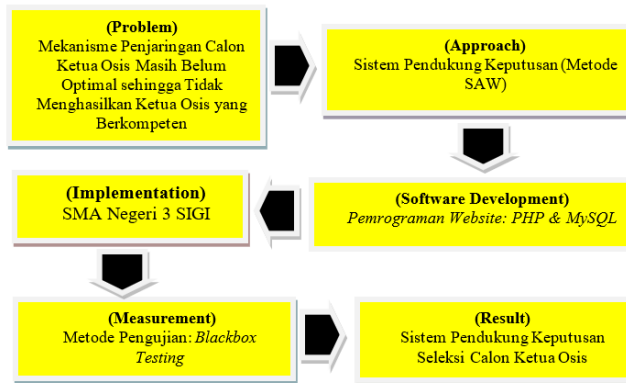 (Problem)
Mekanisme Penjaringan Calon
Ketua Osis Masih Belum
Optimal sehingga Tidak
Menghasilkan Ketua Osis yang
Berkompeten
(Approach)
Sistem Pendukung Keputusan (Metode
SAW)
(Software Development)
Pemrograman Website: PHP & MySQL
(Implementation)
SMA Negeri 3 SIGI
(Measurement)
Metode Pengujian: Blackbox
Testing
(Result)
Sistem Pendukung Keputusan
Seleksi Calon Ketua Osis